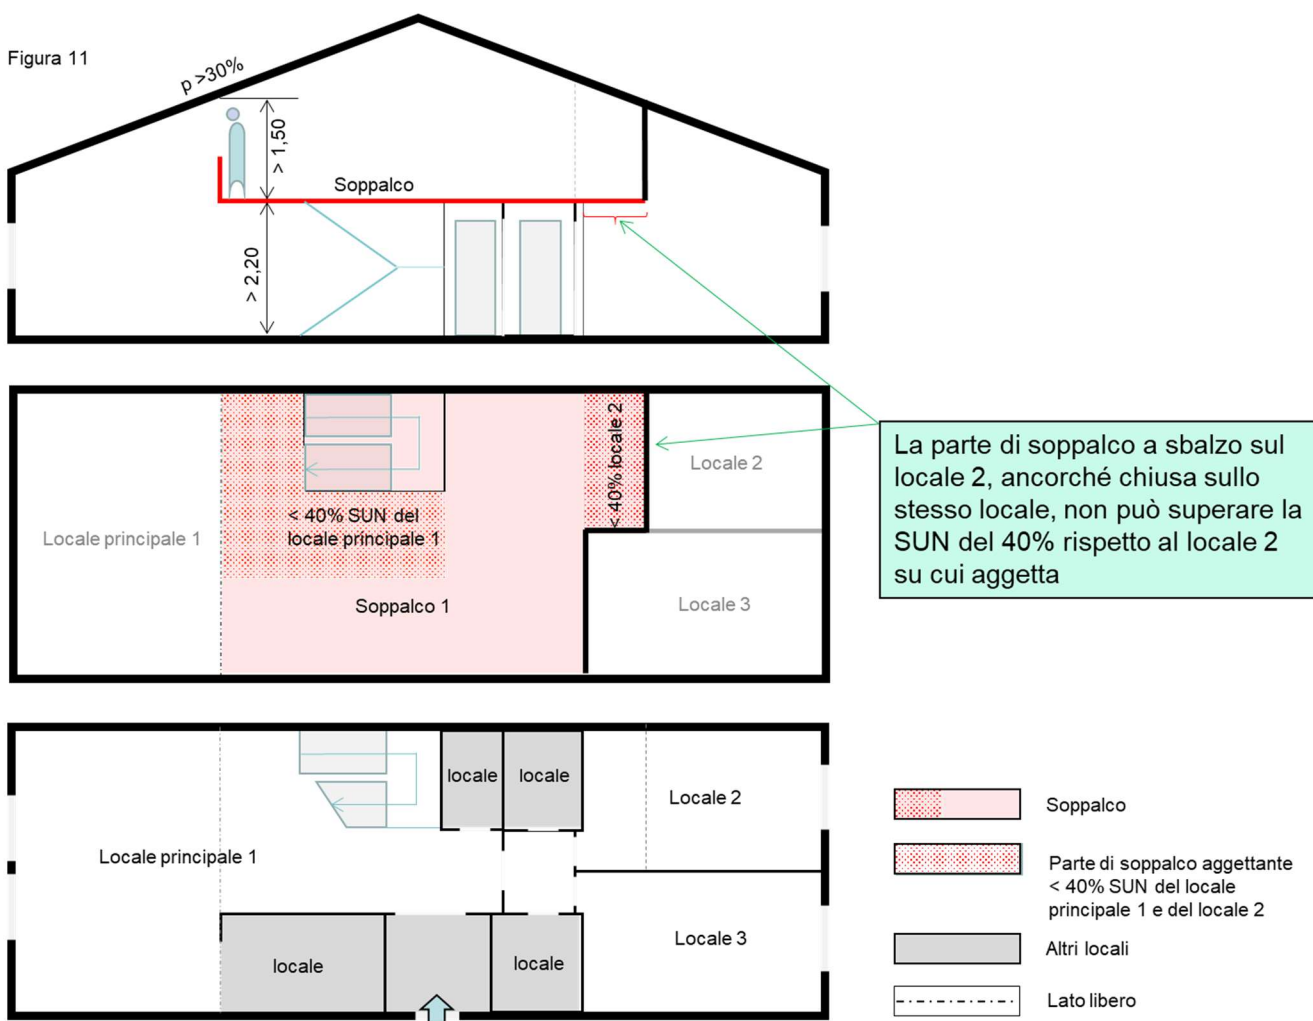 Figura 11
p >30%
> 1,50
Soppalco
> 2,20
La parte di soppalco a sbalzo sul
locale 2, ancorché chiusa sullo
stesso locale, non può superare la
SUN del 40% rispetto al locale 2
su cui aggetta
< 40% locale 2
Locale 2
Locale principale 1
< 40% SUN del
locale principale 1
Soppalco 1
Locale 3
locale
locale
Locale 2
Locale principale 1
Locale 3
locale
locale
Soppalco
Parte di soppalco aggettante
< 40% SUN del locale
principale 1 e del locale 2
Altri locali
Lato libero